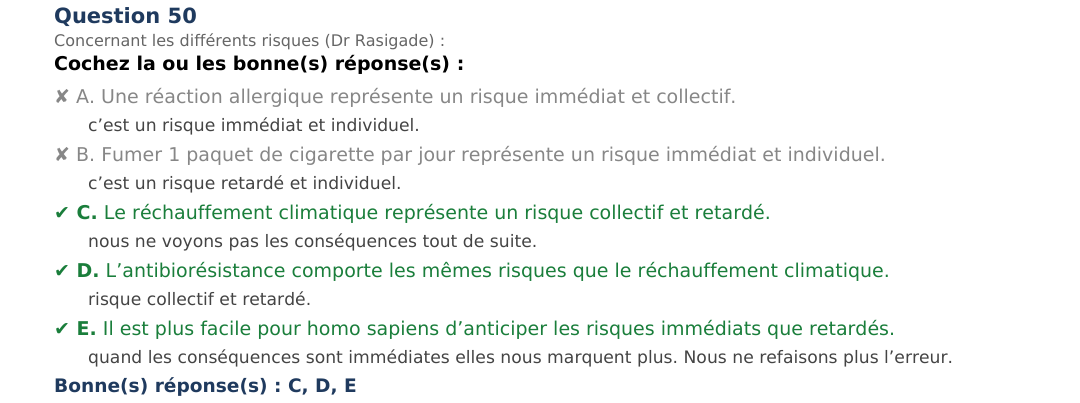 Question 50
Concernant les différents risques (Dr Rasigade) :
Cochez la ou les bonne(s) réponse(s) :
✘ A. Une réaction allergique représente un risque immédiat et collectif.
c’est un risque immédiat et individuel.
✘ B. Fumer 1 paquet de cigarette par jour représente un risque immédiat et individuel.
c’est un risque retardé et individuel.
✔ C. Le réchauffement climatique représente un risque collectif et retardé.
nous ne voyons pas les conséquences tout de suite.
✔ D. L’antibiorésistance comporte les mêmes risques que le réchauffement climatique.
risque collectif et retardé.
✔ E. Il est plus facile pour homo sapiens d’anticiper les risques immédiats que retardés.
quand les conséquences sont immédiates elles nous marquent plus. Nous ne refaisons plus l’erreur.
Bonne(s) réponse(s) : C, D, E